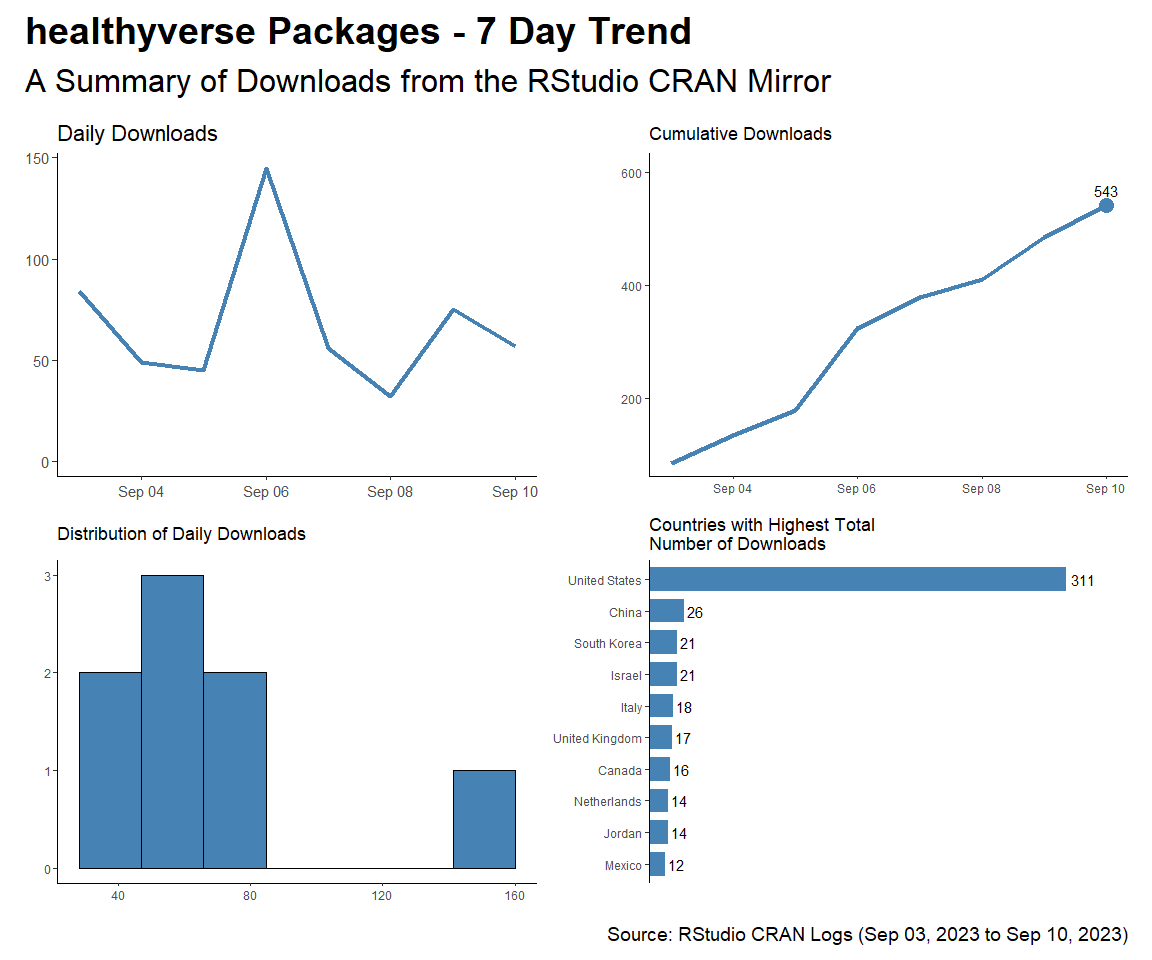 healthyverse Packages - 7 Day Trend
A Summary of Downloads from the RStudio CRAN Mirror
Daily Downloads
150
100
50
0
Sep 04 Sep 06 Sep 08 Sep 10
Cumulative Downloads
600
400
200
543
Sep 04 Sep 06 Sep 08 Sep 10
Distribution of Daily Downloads
3
2
1
0
40 80 120 160
Countries with Highest Total
Number of Downloads
United States 311
China 26
South Korea 21
Israel 21
Italy 18
United Kingdom 17
Canada 16
Netherlands 14
Jordan 14
Mexico 12
Source: RStudio CRAN Logs (Sep 03, 2023 to Sep 10, 2023)